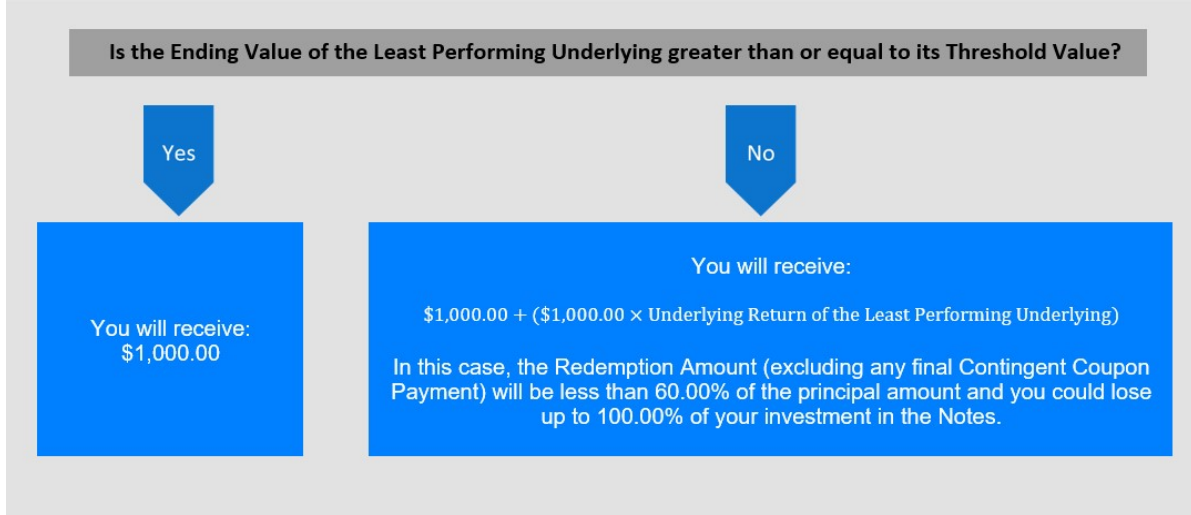 Is the Ending Value of the Least Performing Underlying greater than or equal to its Threshold Value?
Yes
No
You will receive:
$1,000.00
You will receive:
$1,000.00 + ($1,000.00 × Underlying Return of the Least Performing Underlying)
In this case, the Redemption Amount (excluding any final Contingent Coupon
Payment) will be less than 60.00% of the principal amount and you could lose
up to 100.00% of your investment in the Notes.